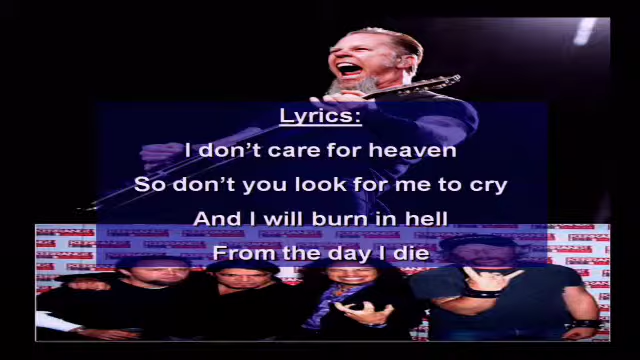 Lyrics:
I don't care for heaven
So don't you look for me to cry
And I will burn in hell
From the day I die